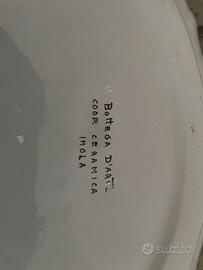 BOttEGA D'ARTE
COOP. CERAMICA
IMOLA
subito